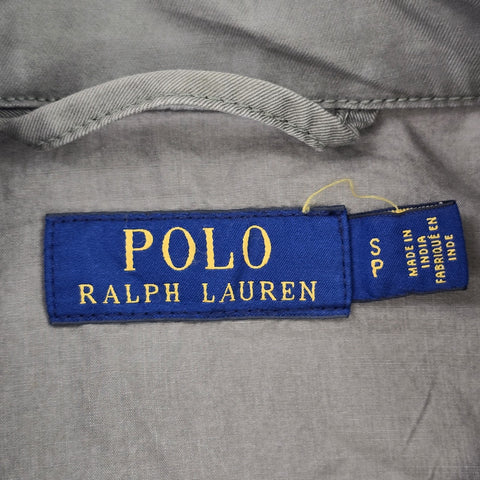 POLO
RALPH LAUREN
S
P
MADE IN
INDIA
FABRIQUÉ EN
INDE